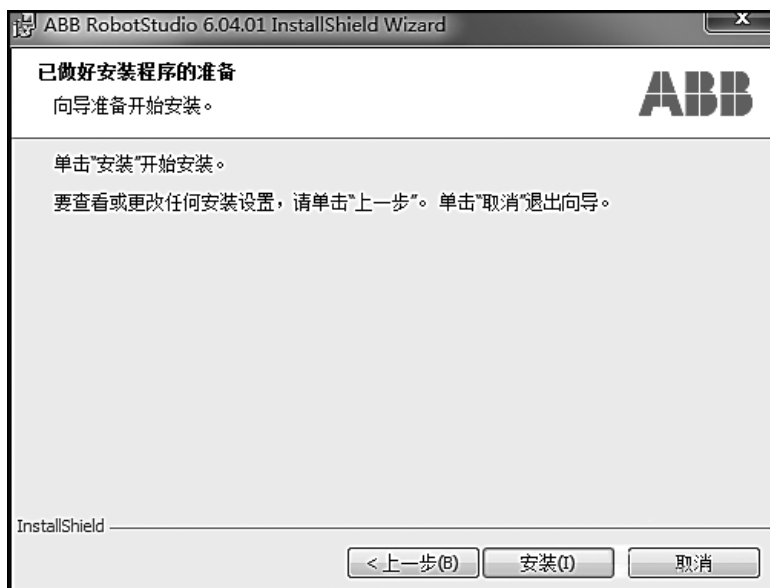 ABB RobotStudio 6.04.01 InstallShield Wizard
已做好安装程序的准备
向导准备开始安装。
ABB
单击"安装"开始安装。
要查看或更改任何安装设置，请单击"上一步"。 单击"取消"退出向导。
InstallShield
< 上一步(B)
安装(I)
取消